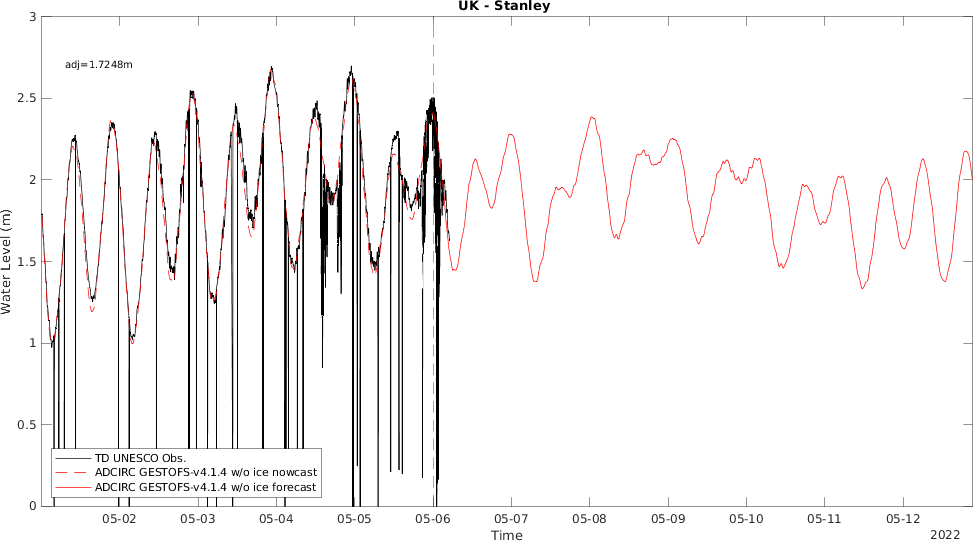 UK - Stanley
3
adj=1.7248m
2.5
2
1.5
1
0.5
0
Water Level (m)
TD UNESCO Obs.
ADCIRC GESTOFS-v4.1.4 w/o ice nowcast
ADCIRC GESTOFS-v4.1.4 w/o ice forecast
05-02 05-03 05-04 05-05 05-06 05-07 05-08 05-09 05-10 05-11 05-12
Time
2022